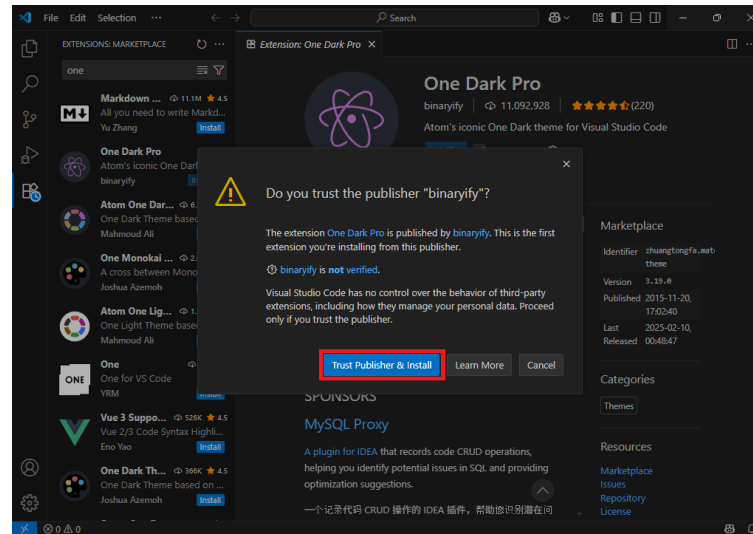 File Edit Selection ··· Search
EXTENSIONS: MARKETPLACE
one
Markdown ... 11.1M ★ 4.5
All you need to write Markd...
Yu Zhang Install
One Dark Pro
Atom's iconic One Dark
binaryify
Atom One Dar... 6.
One Dark Theme based
Mahmoud Ali
One Monokai ... 2.
A cross between Mono
Joshua Azemoh
Atom One Lig... 1.
One Light Theme base
Mahmoud Ali
One
One for VS Code
YRM Install
Vue 3 Suppo... 526K ★ 4.5
Vue 2/3 Code Syntax Highli...
Eno Yao Install
One Dark Th... 366K ★ 4.5
One Dark Theme based on ...
Joshua Azemoh Install
M
ONE
Extension: One Dark Pro
One Dark Pro
binaryify | 11,092,928 | ★★★★★(220)
Atom's iconic One Dark theme for Visual Studio Code
Do you trust the publisher "binaryify"?
The extension One Dark Pro is published by binaryify. This is the first
extension you're installing from this publisher.
binaryify is not verified.
Visual Studio Code has no control over the behavior of third-party
extensions, including how they manage your personal data. Proceed
only if you trust the publisher.
Trust Publisher & Install Learn More Cancel
SPONSORS
MySQL Proxy
A plugin for IDEA that records code CRUD operations,
helping you identify potential issues in SQL and providing
optimization suggestions.
一个记录代码 CRUD 操作的 IDEA 插件，帮助您识别潜在问
Marketplace
Identifier zhuangtongfa.mat
theme
Version 3.19.0
Published 2015-11-20,
17:02:40
Last 2025-02-10,
Released 00:48:47
Categories
Themes
Resources
Marketplace
Issues
Repository
License
0 0